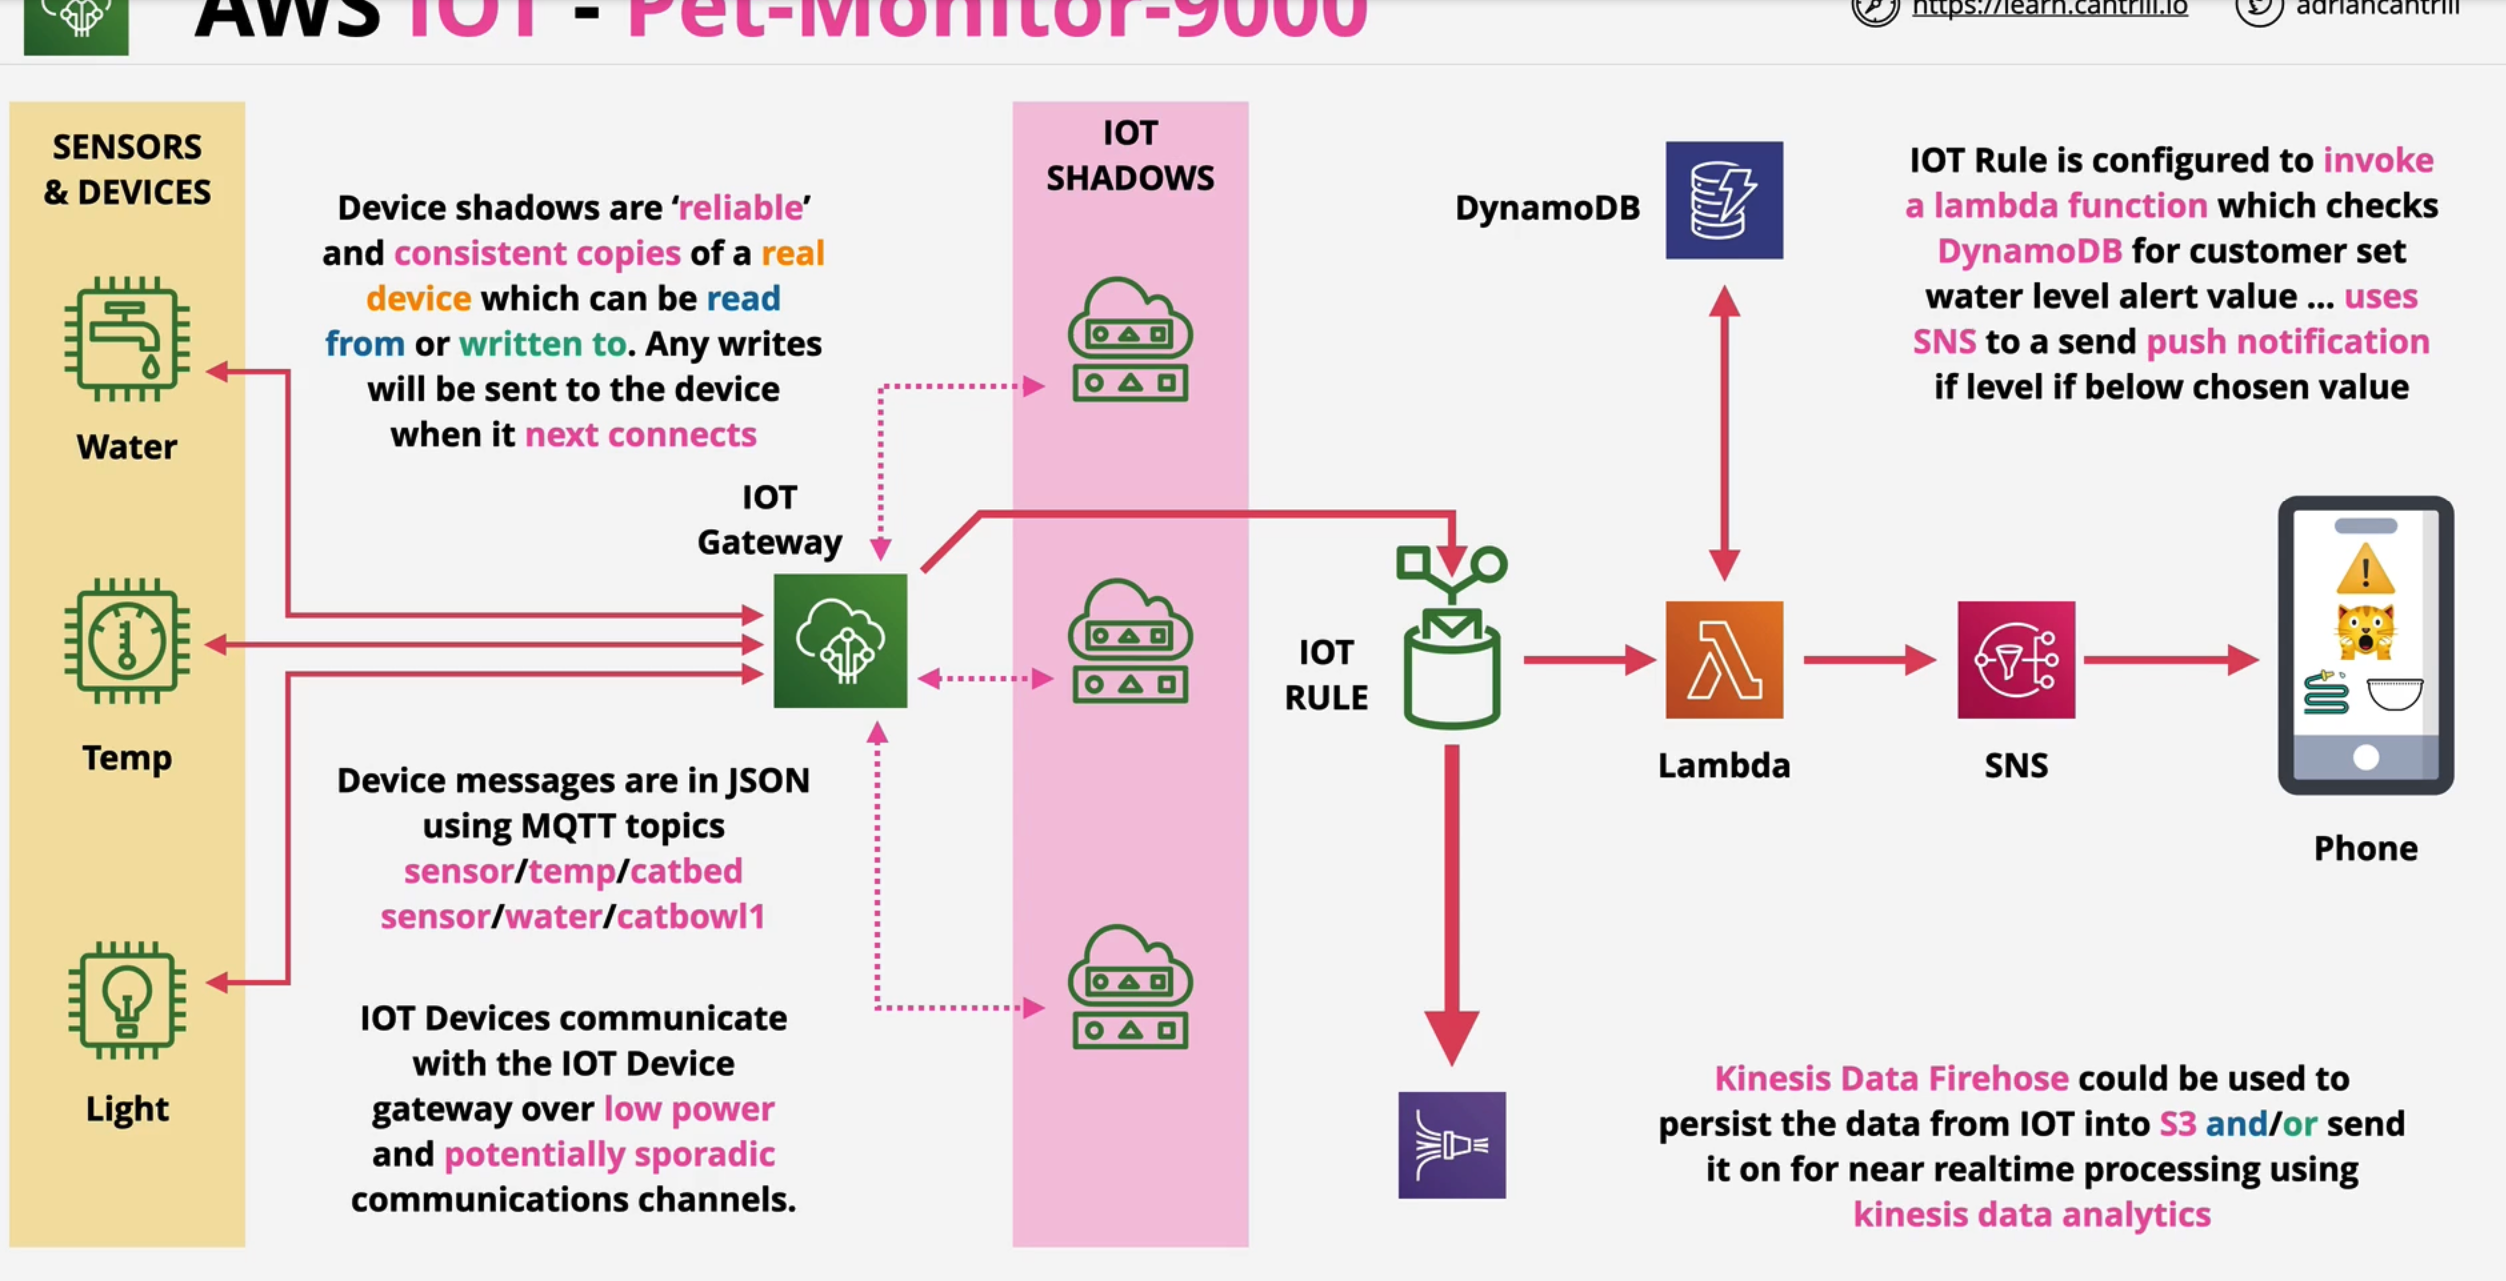 AWS IOT - Pet-Monitor-9000
https://learn.cantrill.io
adriancantrill
SENSORS
& DEVICES
Water
Temp
Light
Device shadows are ‘reliable’
and consistent copies of a real
device which can be read
from or written to. Any writes
will be sent to the device
when it next connects
IOT
Gateway
Device messages are in JSON
using MQTT topics
sensor/temp/catbed
sensor/water/catbowl1
IOT Devices communicate
with the IOT Device
gateway over low power
and potentially sporadic
communications channels.
IOT
SHADOWS
IOT
RULE
DynamoDB
Lambda
SNS
Phone
IOT Rule is configured to invoke
a lambda function which checks
DynamoDB for customer set
water level alert value ... uses
SNS to a send push notification
if level if below chosen value
Kinesis Data Firehose could be used to
persist the data from IOT into S3 and/or send
it on for near realtime processing using
kinesis data analytics